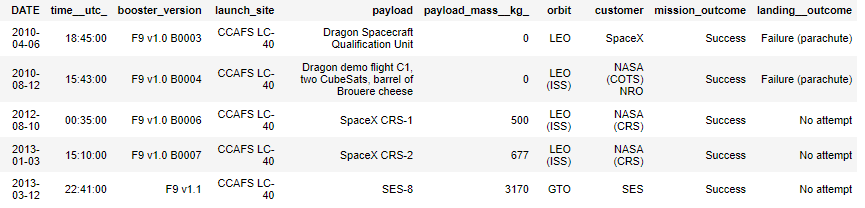 DATE time__utc_ booster_version launch_site payload payload_mass__kg_ orbit customer mission_outcome landing__outcome
2010-04-06 18:45:00 F9 v1.0 B0003 CCAFS LC-40 Dragon Spacecraft Qualification Unit 0 LEO SpaceX Success Failure (parachute)
2010-08-12 15:43:00 F9 v1.0 B0004 CCAFS LC-40 Dragon demo flight C1, two CubeSats, barrel of Brouere cheese 0 LEO (ISS) NASA (COTS) NRO Success Failure (parachute)
2012-08-10 00:35:00 F9 v1.0 B0006 CCAFS LC-40 SpaceX CRS-1 500 LEO (ISS) NASA (CRS) Success No attempt
2013-01-03 15:10:00 F9 v1.0 B0007 CCAFS LC-40 SpaceX CRS-2 677 LEO (ISS) NASA (CRS) Success No attempt
2013-03-12 22:41:00 F9 v1.1 CCAFS LC-40 SES-8 3170 GTO SES Success No attempt